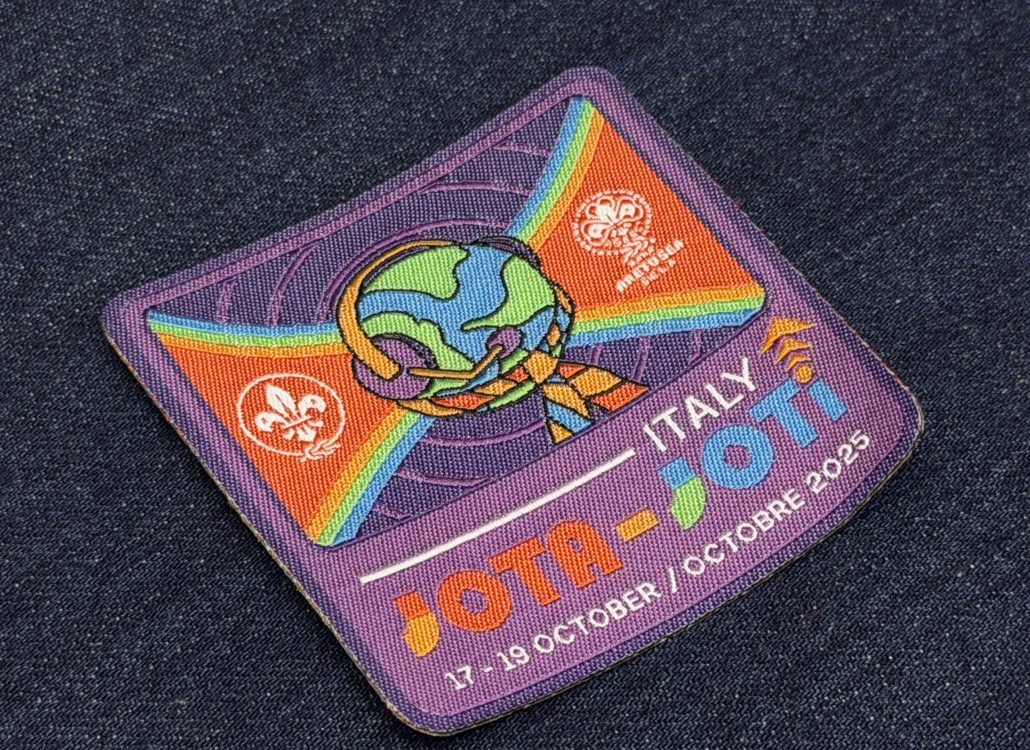 ITALY
JOTA-JOTi
17 - 19 OCTOBER / OCTOBRE 2025